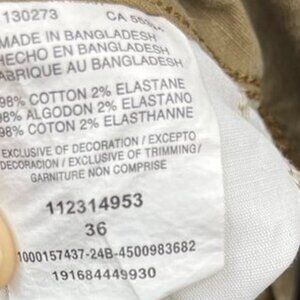 130273 CA
MADE IN BANGLADESH
HECHO EN BANGLADESH
FABRIQUE AU BANGLADESH
98% COTTON 2% ELASTANE
98% ALGODON 2% ELASTANO
98% COTON 2% ELASTHANNE
EXCLUSIVE OF DECORATION / EXCEPTO
DECORACION / EXCLUSIVE OF TRIMMING/
GARNITURE NON COMPRISE
112314953
36
1000157437-24B-4500983682
191684449930